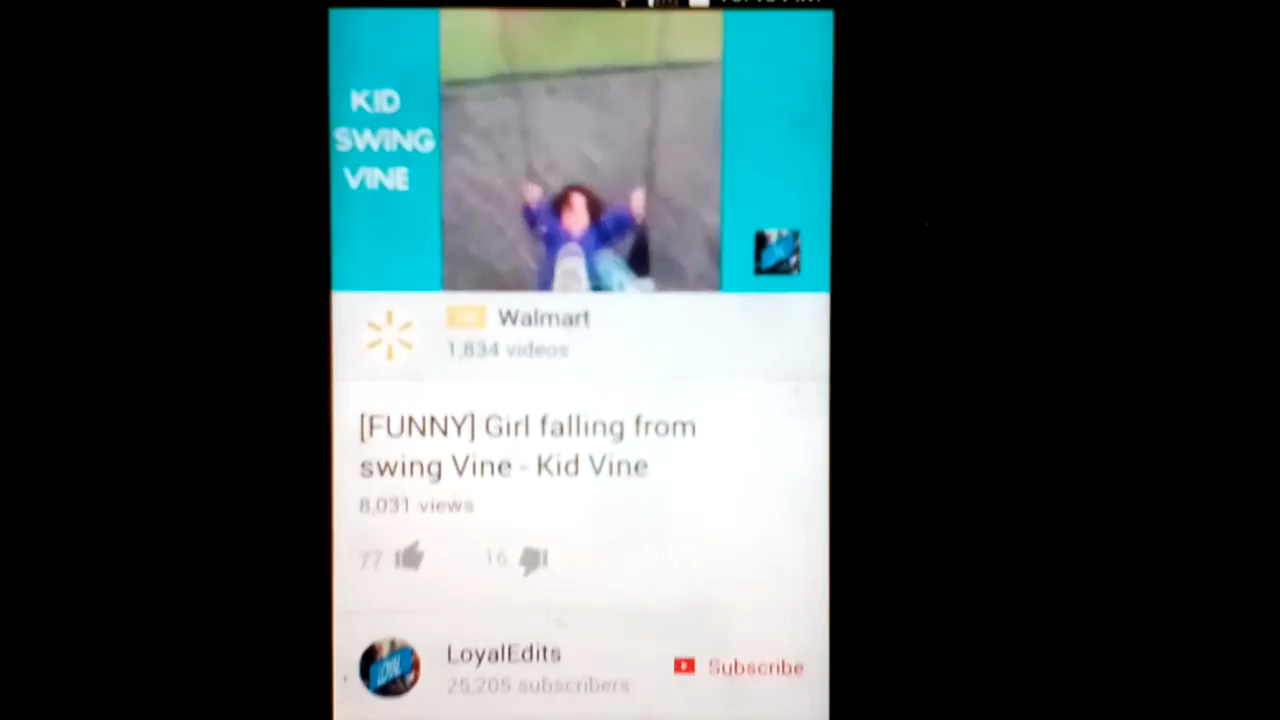 KID
SWING
VINE
Walmart
1,834 videos
[FUNNY] Girl falling from
swing Vine - Kid Vine
8,031 views
77
16
LoyalEdits
25,205 subscribers
Subscribe